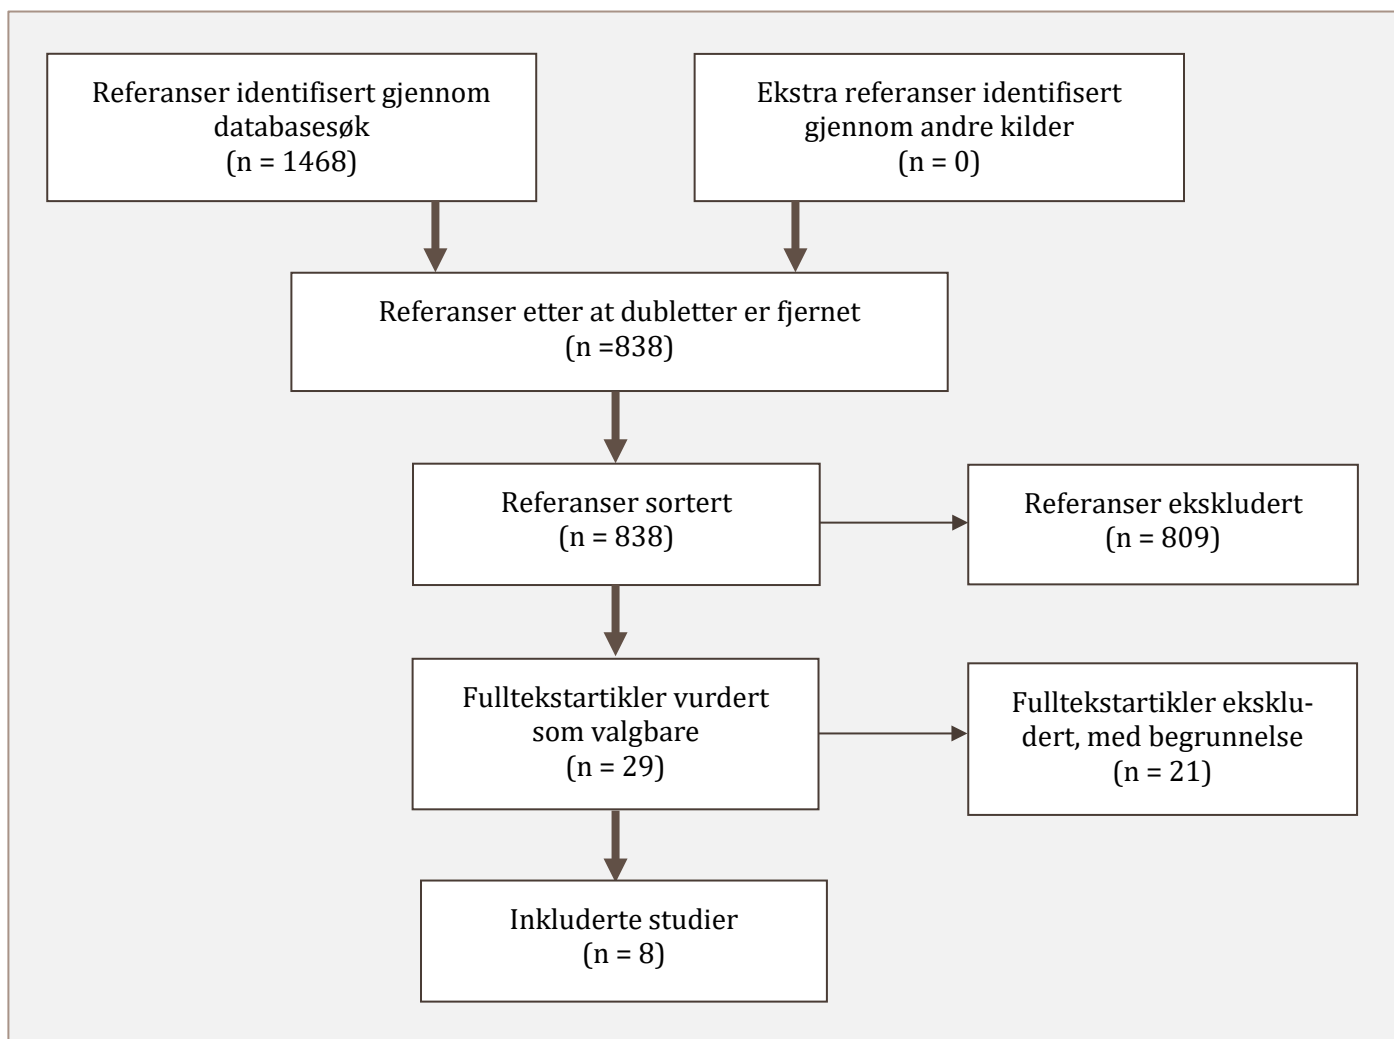 Referanser identifisert gjennom
databasesøk
(n = 1468)
Ekstra referanser identifisert
gjennom andre kilder
(n = 0)
Referanser etter at dubletter er fjernet
(n =838)
Referanser sortert
(n = 838)
Referanser ekskludert
(n = 809)
Fulltekstartikler vurdert
som valgbare
(n = 29)
Fulltekstartikler eksklu-
dert, med begrunnelse
(n = 21)
Inkluderte studier
(n = 8)